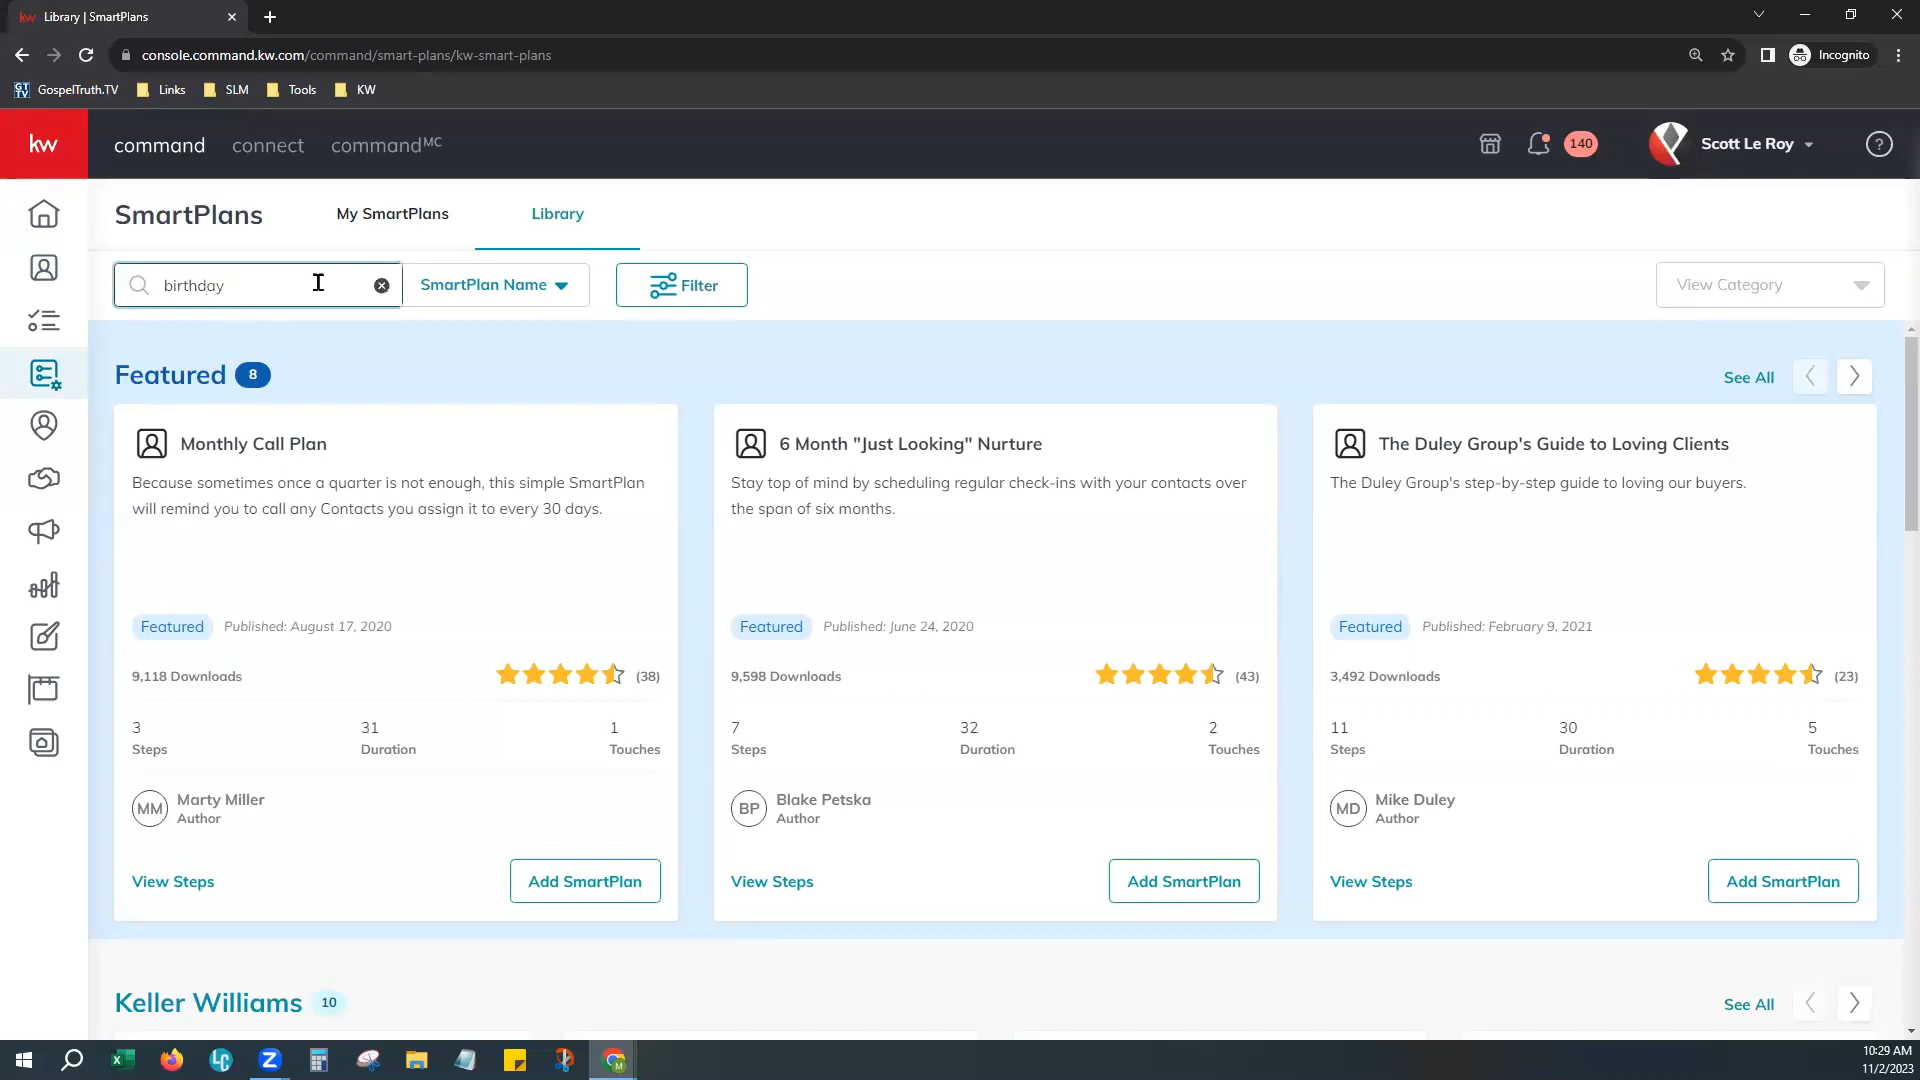 kw Library | SmartPlans
console.command.kw.com/command/smart-plans/kw-smart-plans
Incognito
GT TV GospelTruth.TV Links SLM Tools KW
kw command connect commandMC 140 Scott Le Roy ?
SmartPlans My SmartPlans Library
birthday SmartPlan Name Filter View Category
Featured 8 See All
Monthly Call Plan
Because sometimes once a quarter is not enough, this simple SmartPlan
will remind you to call any Contacts you assign it to every 30 days.
Featured Published: August 17, 2020
9,118 Downloads (38)
3 31 1
Steps Duration Touches
MM Marty Miller
Author
View Steps Add SmartPlan
6 Month "Just Looking" Nurture
Stay top of mind by scheduling regular check-ins with your contacts over
the span of six months.
Featured Published: June 24, 2020
9,598 Downloads (43)
7 32 2
Steps Duration Touches
BP Blake Petska
Author
View Steps Add SmartPlan
The Duley Group's Guide to Loving Clients
The Duley Group's step-by-step guide to loving our buyers.
Featured Published: February 9, 2021
3,492 Downloads (23)
11 30 5
Steps Duration Touches
MD Mike Duley
Author
View Steps Add SmartPlan
Keller Williams 10 See All
10:29 AM
11/2/2023